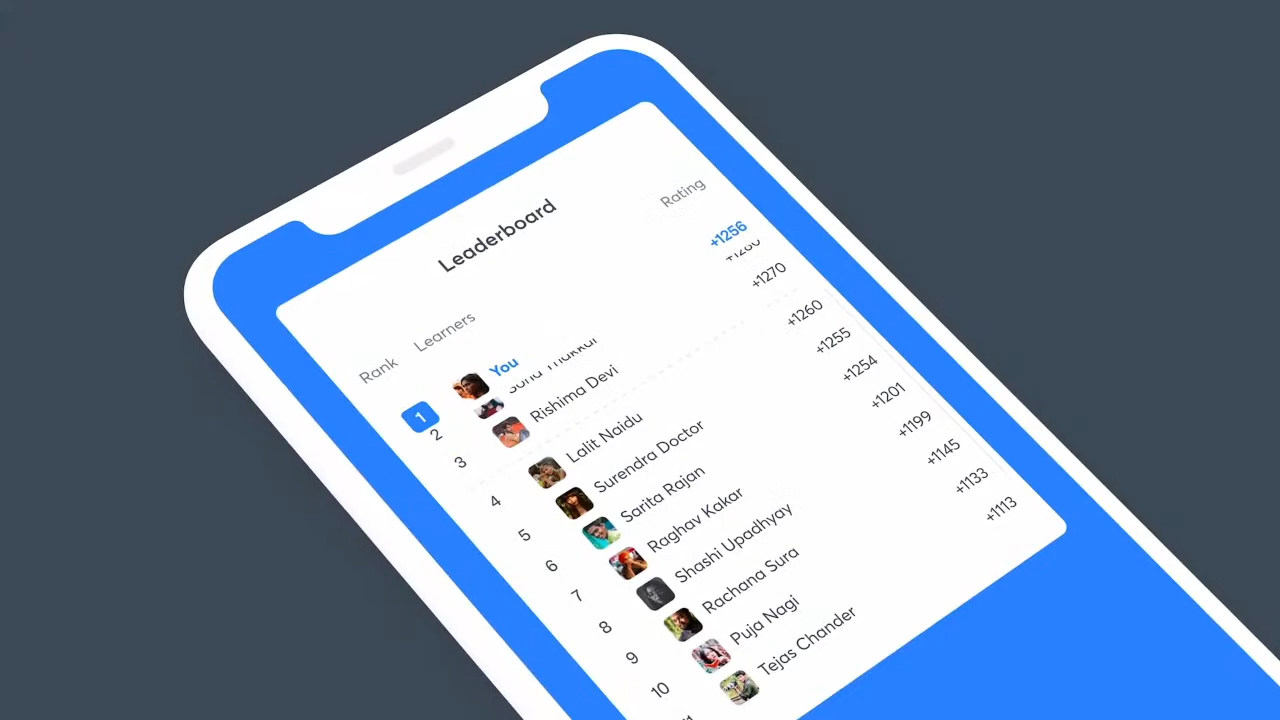 Leaderboard
Rank Learners Rating
1 You +1256
2
3 Rishima Devi +1270
4 Lalit Naidu +1260
5 Surendra Doctor +1255
6 Sarita Rajan +1254
7 Raghav Kakar +1201
8 Shashi Upadhyay +1199
9 Rachana Sura +1145
10 Puja Nagi +1133
Tejas Chander +1113